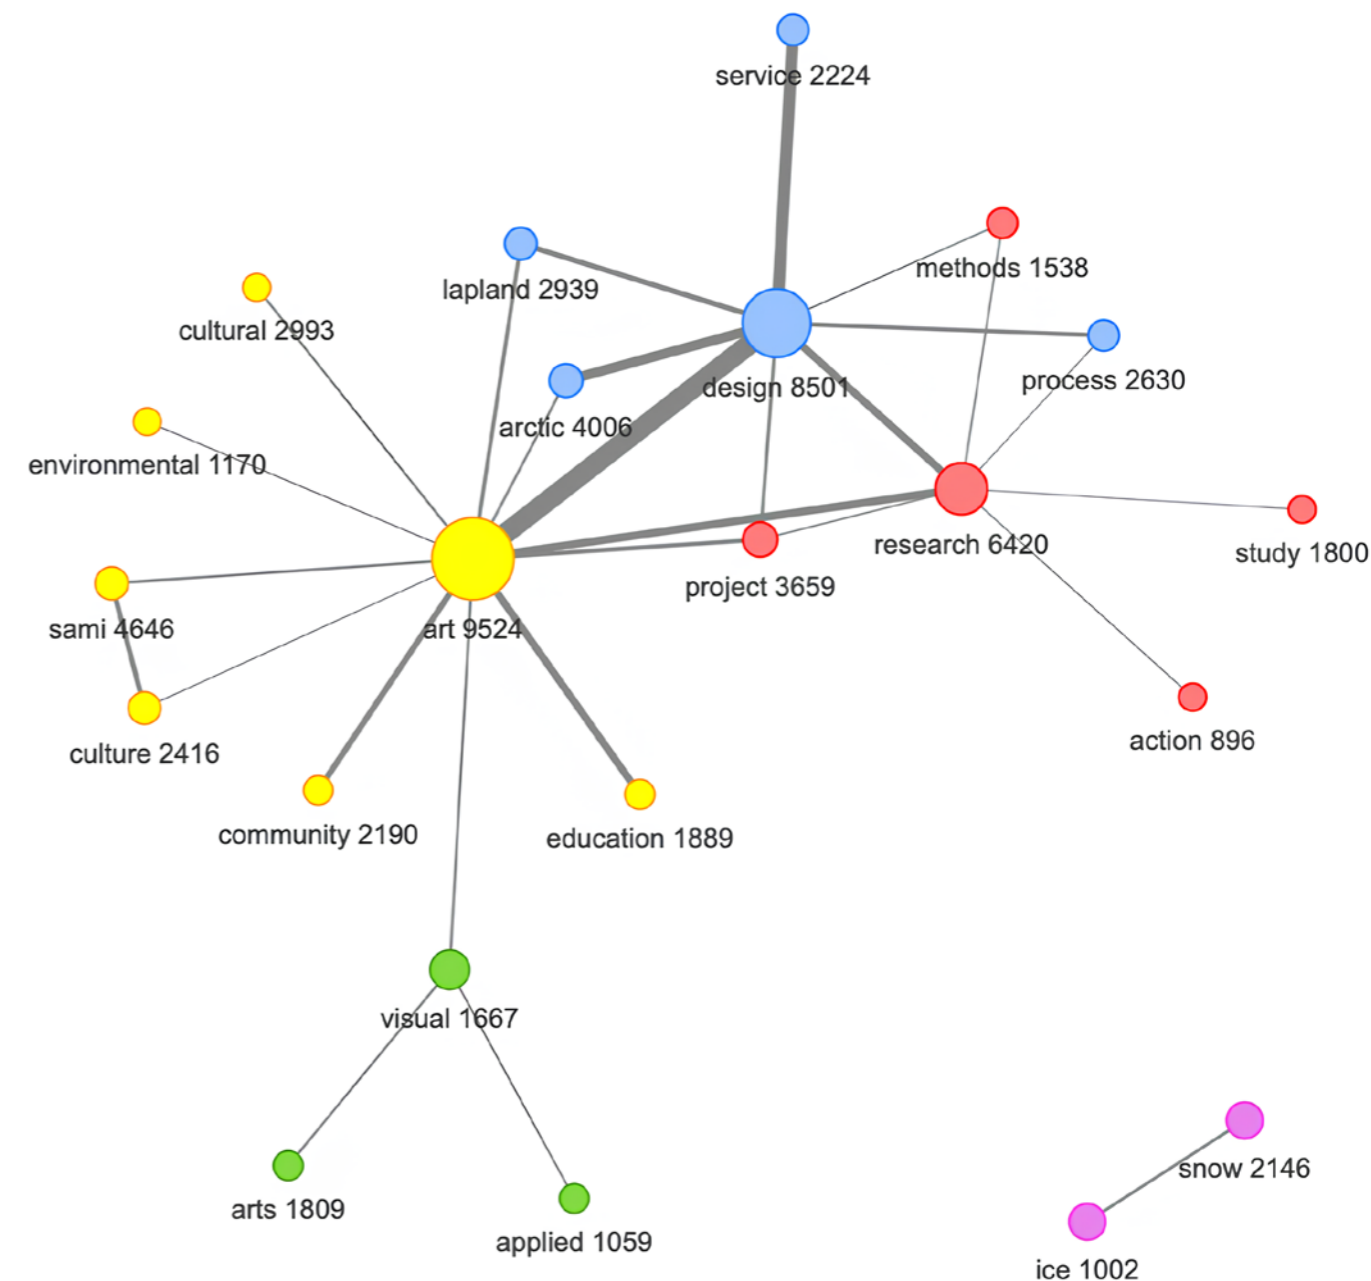 service 2224
methods 1538
lapland 2939
cultural 2993
process 2630
design 8501
arctic 4006
environmental 1170
research 6420
study 1800
project 3659
sami 4646
art 9524
action 896
culture 2416
community 2190
education 1889
visual 1667
snow 2146
arts 1809
applied 1059
ice 1002